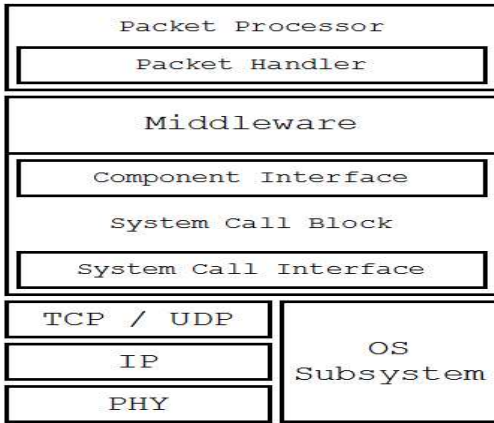 Packet Processor
Packet Handler
Middleware
Component Interface
System Call Block
System Call Interface
TCP / UDP
IP
PHY
OS
Subsystem